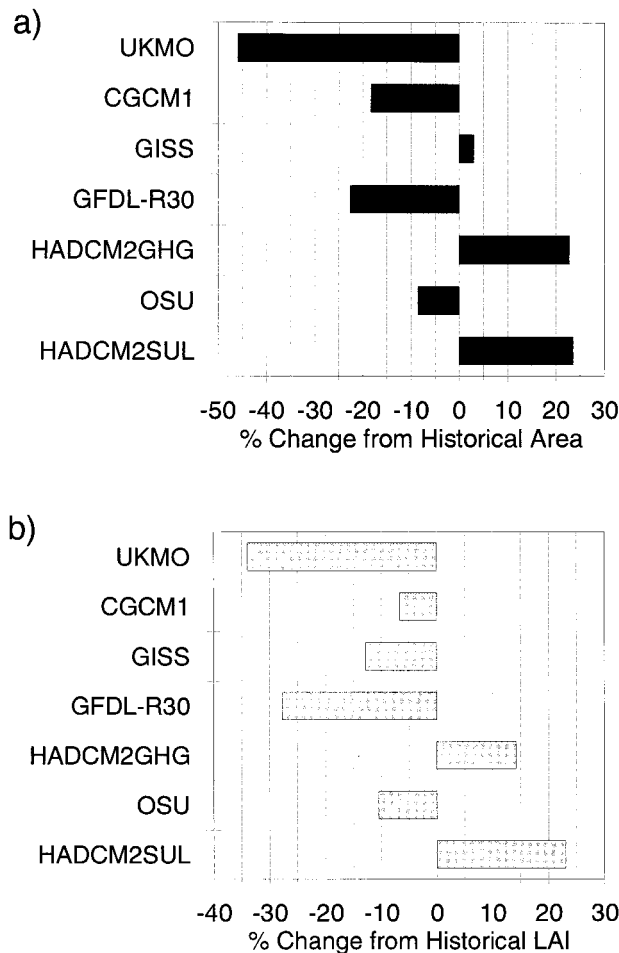 a)
UKMO
CGCM1
GISS
GFDL-R30
HADCM2GHG
OSU
HADCM2SUL
-50 -40 -30 -20 -10 0 10 20 30
% Change from Historical Area
b)
UKMO
CGCM1
GISS
GFDL-R30
HADCM2GHG
OSU
HADCM2SUL
-40 -30 -20 -10 0 10 20 30
% Change from Historical LAI